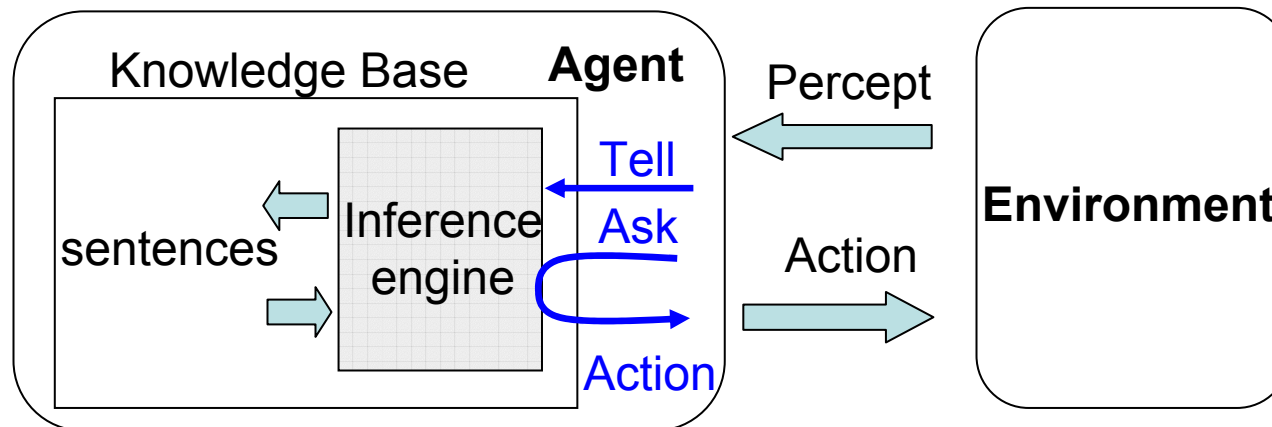 Knowledge Base
Agent
Percept
Tell
Ask
Inference
engine
sentences
Action
Action
Environment